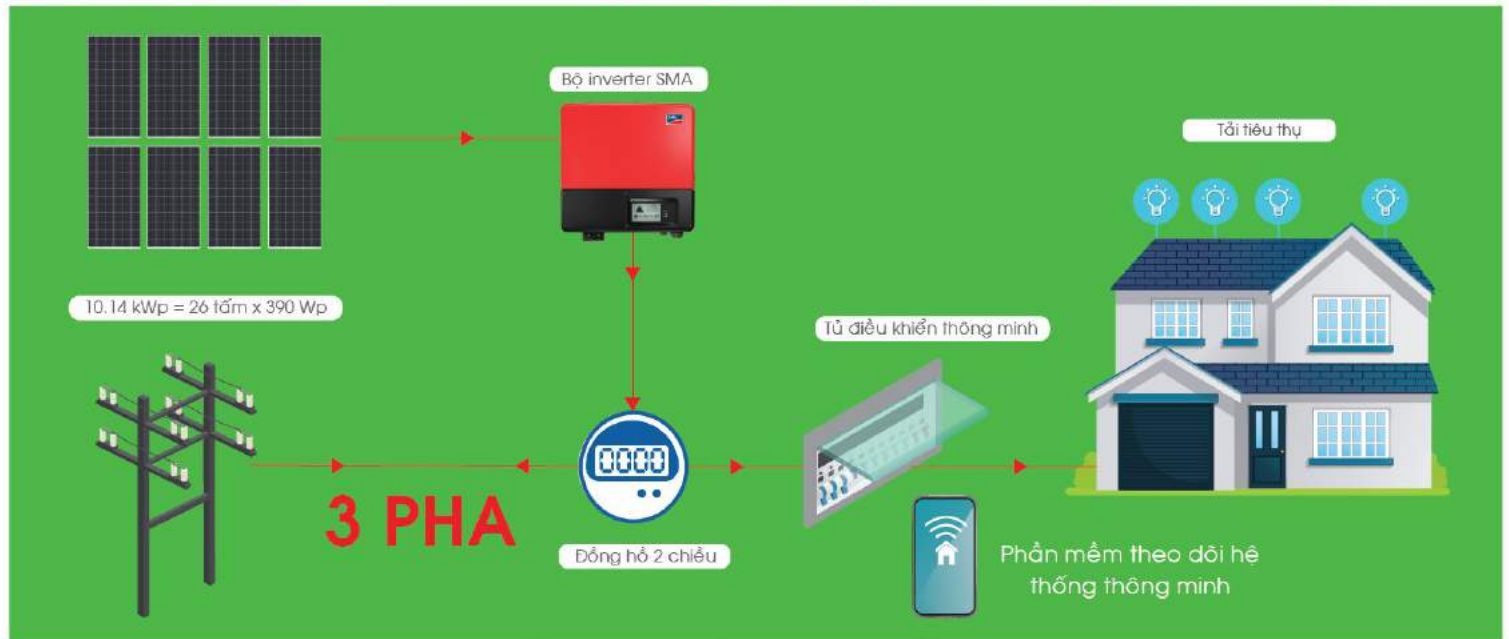 Bộ inverter SMA
Tải tiêu thụ
10.14 kWp = 26 tấm x 390 Wp
Tủ điều khiển thông minh
0000
3 PHA
Đồng hồ 2 chiều
Phần mềm theo dõi hệ
thống thông minh